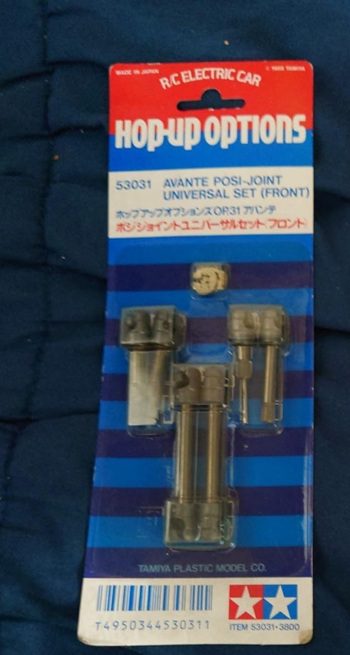 MADE IN JAPAN
© 1989 TAMIYA
R/C ELECTRIC CAR
HOP-UP OPTIONS
53031 AVANTE POSI-JOINT
UNIVERSAL SET (FRONT)
ホップアップオプションズOP.31 アバンテ
ポジジョイントユニバーサルセット(フロント)
TAMIYA PLASTIC MODEL CO.
T4950344530311
ITEM 53031・3800